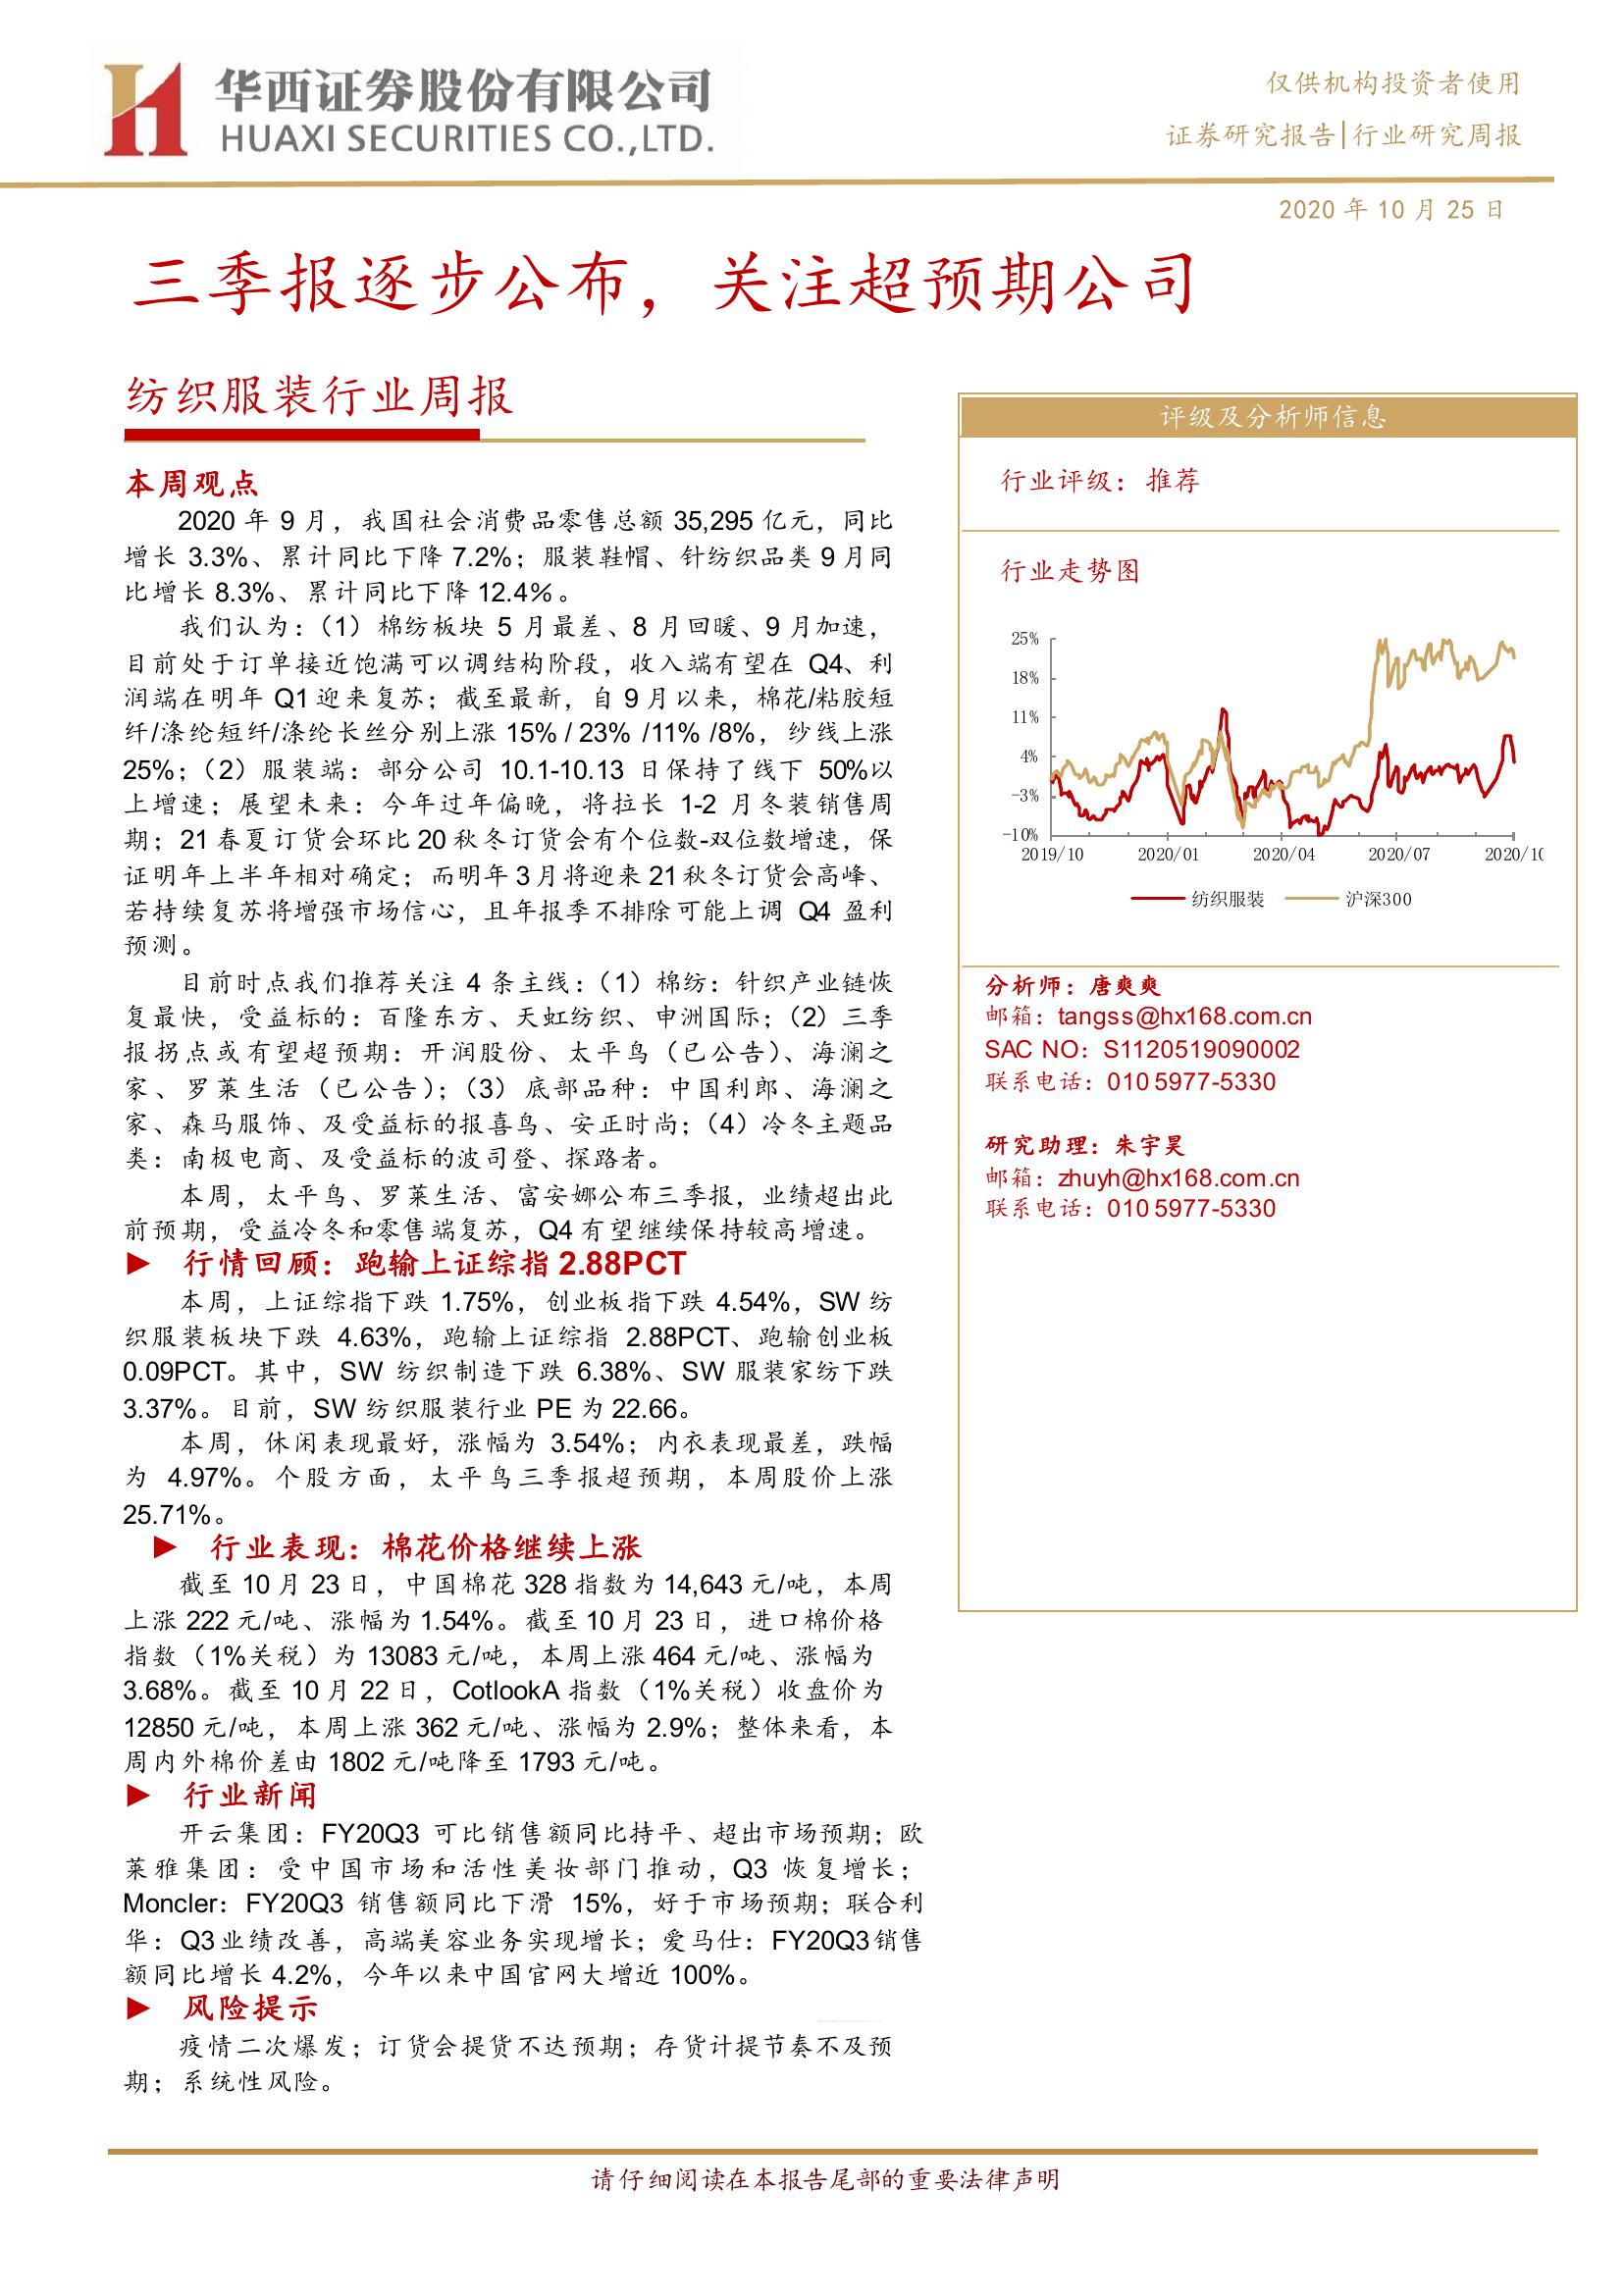 华西证券股份有限公司
HUAXI SECURITIES CO.,LTD.
仅供机构投资者使用
证券研究报告|行业研究周报
2020 年 10 月 25 日
三季报逐步公布，关注超预期公司
纺织服装行业周报
本周观点
2020 年 9 月，我国社会消费品零售总额 35,295 亿元，同比
增长 3.3%、累计同比下降 7.2%；服装鞋帽、针纺织品类 9 月同
比增长 8.3%、累计同比下降 12.4%。
我们认为：（1）棉纺板块 5 月最差、8 月回暖、9 月加速，
目前处于订单接近饱满可以调结构阶段，收入端有望在 Q4、利
润端在明年 Q1 迎来复苏；截至最新，自 9 月以来，棉花/粘胶短
纤/涤纶短纤/涤纶长丝分别上涨 15% / 23% /11% /8%，纱线上涨
25%；（2）服装端：部分公司 10.1-10.13 日保持了线下 50%以
上增速；展望未来：今年过年偏晚，将拉长 1-2 月冬装销售周
期；21 春夏订货会环比 20 秋冬订货会有个位数-双位数增速，保
证明年上半年相对确定；而明年 3 月将迎来 21 秋冬订货会高峰、
若持续复苏将增强市场信心，且年报季不排除可能上调 Q4 盈利
预测。
目前时点我们推荐关注 4 条主线：（1）棉纺：针织产业链恢
复最快，受益标的：百隆东方、天虹纺织、申洲国际；（2）三季
报拐点或有望超预期：开润股份、太平鸟（已公告）、海澜之
家、罗莱生活（已公告）；（3）底部品种：中国利郎、海澜之
家、森马服饰、及受益标的报喜鸟、安正时尚；（4）冷冬主题品
类：南极电商、及受益标的波司登、探路者。
本周，太平鸟、罗莱生活、富安娜公布三季报，业绩超出此
前预期，受益冷冬和零售端复苏，Q4 有望继续保持较高增速。
► 行情回顾：跑输上证综指 2.88PCT
本周，上证综指下跌 1.75%，创业板指下跌 4.54%，SW 纺
织服装板块下跌 4.63%，跑输上证综指 2.88PCT、跑输创业板
0.09PCT。其中，SW 纺织制造下跌 6.38%、SW 服装家纺下跌
3.37%。目前，SW 纺织服装行业 PE 为 22.66。
本周，休闲表现最好，涨幅为 3.54%；内衣表现最差，跌幅
为 4.97%。个股方面，太平鸟三季报超预期，本周股价上涨
25.71%。
► 行业表现：棉花价格继续上涨
截至 10 月 23 日，中国棉花 328 指数为 14,643 元/吨，本周
上涨 222 元/吨、涨幅为 1.54%。截至 10 月 23 日，进口棉价格
指数（1%关税）为 13083 元/吨，本周上涨 464 元/吨、涨幅为
3.68%。截至 10 月 22 日，CotlookA 指数（1%关税）收盘价为
12850 元/吨，本周上涨 362 元/吨、涨幅为 2.9%；整体来看，本
周内外棉价差由 1802 元/吨降至 1793 元/吨。
► 行业新闻
开云集团：FY20Q3 可比销售额同比持平、超出市场预期；欧
莱雅集团：受中国市场和活性美妆部门推动，Q3 恢复增长；
Moncler：FY20Q3 销售额同比下滑 15%，好于市场预期；联合利
华：Q3 业绩改善，高端美容业务实现增长；爱马仕：FY20Q3 销售
额同比增长 4.2%，今年以来中国官网大增近 100%。
► 风险提示
疫情二次爆发；订货会提货不达预期；存货计提节奏不及预
期；系统性风险。
评级及分析师信息
行业评级：推荐
行业走势图
25%
18%
11%
4%
-3%
-10%
2019/10 2020/01 2020/04 2020/07 2020/10
纺织服装 沪深300
分析师：唐爽爽
邮箱：tangss@hx168.com.cn
SAC NO：S1120519090002
联系电话：010 5977-5330
研究助理：朱宇昊
邮箱：zhuyh@hx168.com.cn
联系电话：010 5977-5330
请仔细阅读在本报告尾部的重要法律声明